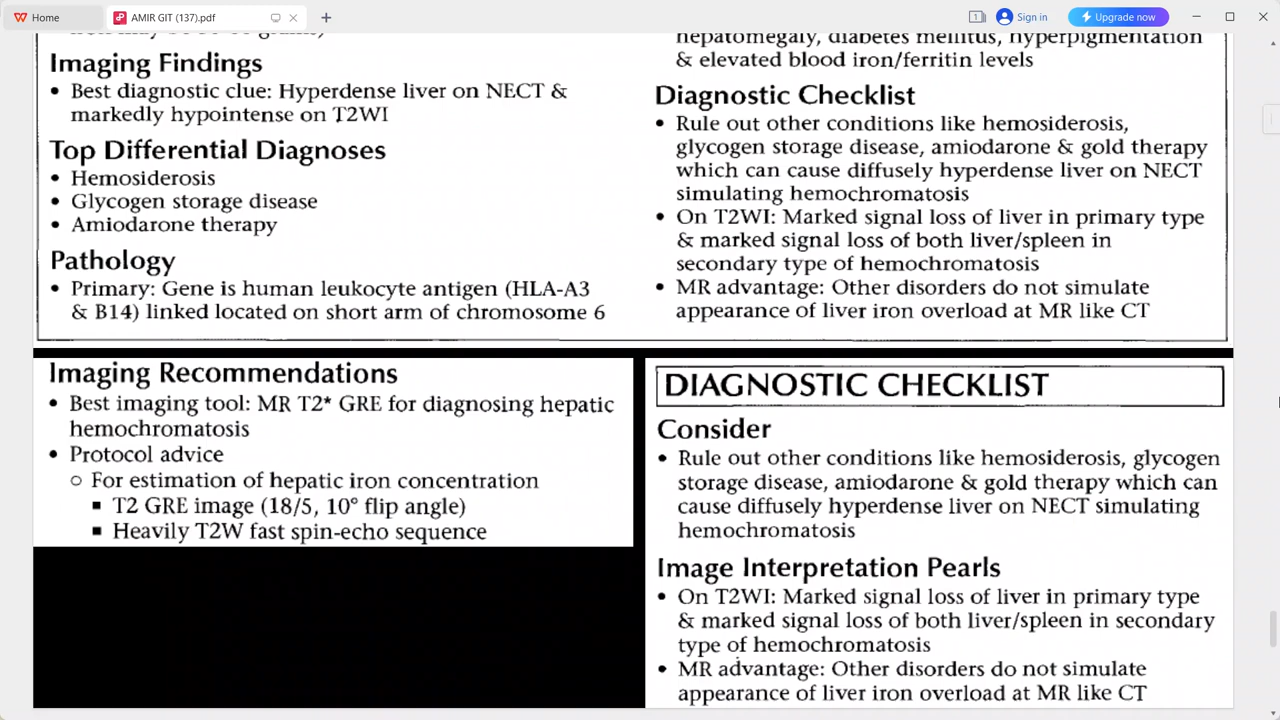 Home
AMIR GIT (137).pdf
Sign in
Upgrade now
Imaging Findings
• Best diagnostic clue: Hyperdense liver on NECT &
markedly hypointense on T2WI
Top Differential Diagnoses
• Hemosiderosis
• Glycogen storage disease
• Amiodarone therapy
Pathology
• Primary: Gene is human leukocyte antigen (HLA-A3
& B14) linked located on short arm of chromosome 6
hepatomegaly, diabetes mellitus, hyperpigmentation
& elevated blood iron/ferritin levels
Diagnostic Checklist
• Rule out other conditions like hemosiderosis,
glycogen storage disease, amiodarone & gold therapy
which can cause diffusely hyperdense liver on NECT
simulating hemochromatosis
• On T2WI: Marked signal loss of liver in primary type
& marked signal loss of both liver/spleen in
secondary type of hemochromatosis
• MR advantage: Other disorders do not simulate
appearance of liver iron overload at MR like CT
Imaging Recommendations
• Best imaging tool: MR T2* GRE for diagnosing hepatic
hemochromatosis
• Protocol advice
○ For estimation of hepatic iron concentration
■ T2 GRE image (18/5, 10° flip angle)
■ Heavily T2W fast spin-echo sequence
DIAGNOSTIC CHECKLIST
Consider
• Rule out other conditions like hemosiderosis, glycogen
storage disease, amiodarone & gold therapy which can
cause diffusely hyperdense liver on NECT simulating
hemochromatosis
Image Interpretation Pearls
• On T2WI: Marked signal loss of liver in primary type
& marked signal loss of both liver/spleen in secondary
type of hemochromatosis
• MR advantage: Other disorders do not simulate
appearance of liver iron overload at MR like CT